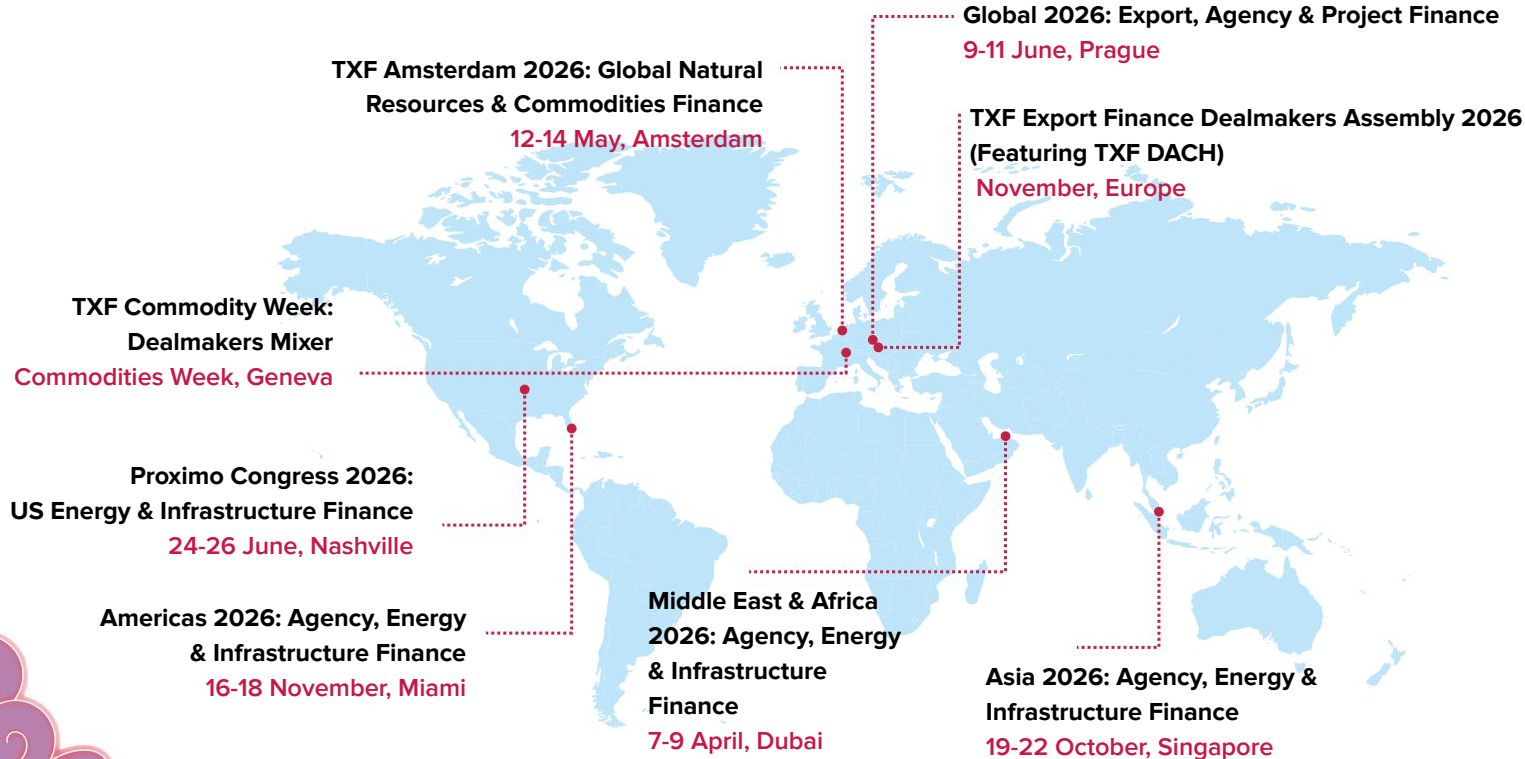 Global 2026: Export, Agency & Project Finance
9-11 June, Prague
TXF Amsterdam 2026: Global Natural
Resources & Commodities Finance
12-14 May, Amsterdam
TXF Export Finance Dealmakers Assembly 2026
(Featuring TXF DACH)
November, Europe
TXF Commodity Week:
Dealmakers Mixer
Commodities Week, Geneva
Proximo Congress 2026:
US Energy & Infrastructure Finance
24-26 June, Nashville
Americas 2026: Agency, Energy
& Infrastructure Finance
16-18 November, Miami
Middle East & Africa
2026: Agency, Energy
& Infrastructure
Finance
7-9 April, Dubai
Asia 2026: Agency, Energy &
Infrastructure Finance
19-22 October, Singapore